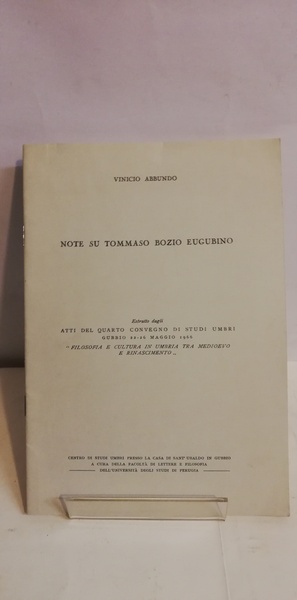 VINICIO ABBUNDO
NOTE SU TOMMASO BOZIO EUGUBINO
Estratto dagli
ATTI DEL QUARTO CONVEGNO DI STUDI UMBRI
GUBBIO 22-26 MAGGIO 1966
" FILOSOFIA E CULTURA IN UMBRIA TRA MEDIOEVO
E RINASCIMENTO „
CENTRO DI STUDI UMBRI PRESSO LA CASA DI SANT'UBALDO IN GUBBIO
A CURA DELLA FACOLTÀ DI LETTERE E FILOSOFIA
DELL'UNIVERSITÀ DEGLI STUDI DI PERUGIA